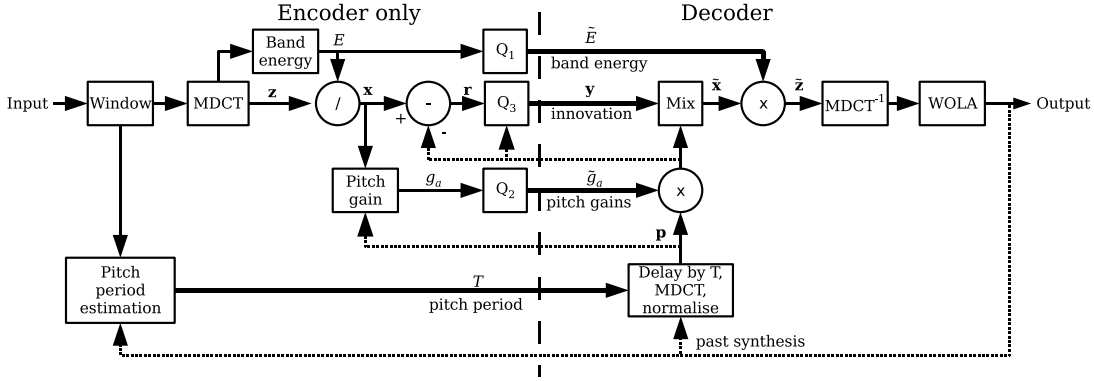 Encoder only
Decoder
Band
energy
E
Q1
Ẽ
band energy
Input
Window
MDCT
z
/
x
+
-
-
r
Q3
y
innovation
Mix
x̃
x
z̃
MDCT-1
WOLA
Output
Pitch
gain
ga
Q2
g̃a
pitch gains
x
p
Pitch
period
estimation
T
pitch period
Delay by T,
MDCT,
normalise
past synthesis